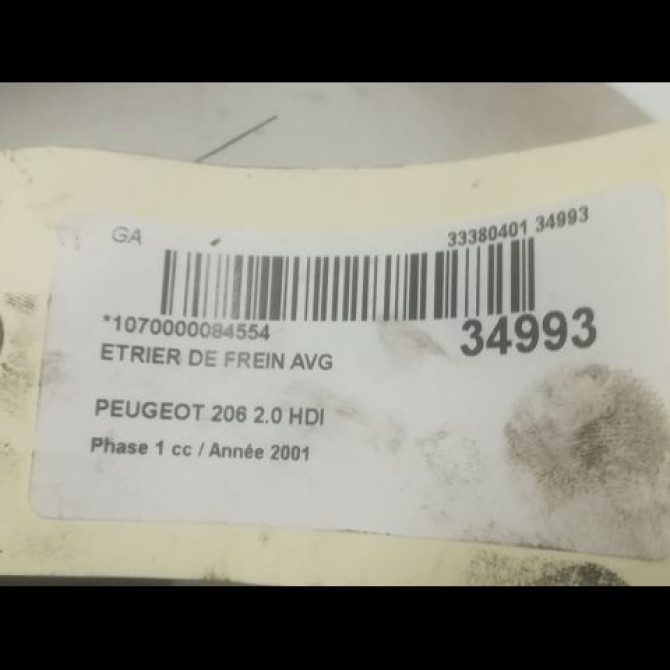 GA
33380401 34993
*1070000084554
34993
ETRIER DE FREIN AVG
PEUGEOT 206 2.0 HDI
Phase 1 cc / Année 2001